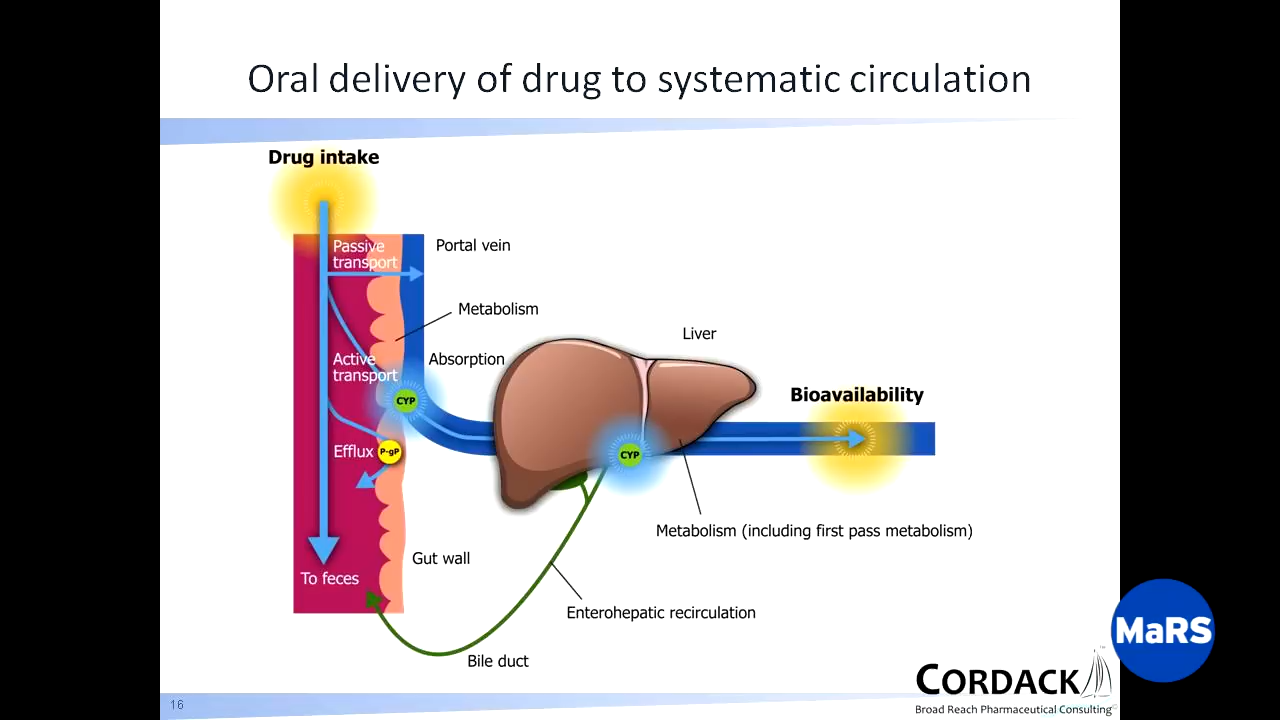 Oral delivery of drug to systematic circulation
Drug intake
Passive
transport
Portal vein
Metabolism
Liver
Active
transport
Absorption
CYP
Bioavailability
Efflux
P-gP
CYP
Metabolism (including first pass metabolism)
Gut wall
To feces
Enterohepatic recirculation
Bile duct
MaRS
CORDACK
Broad Reach Pharmaceutical Consulting©
16